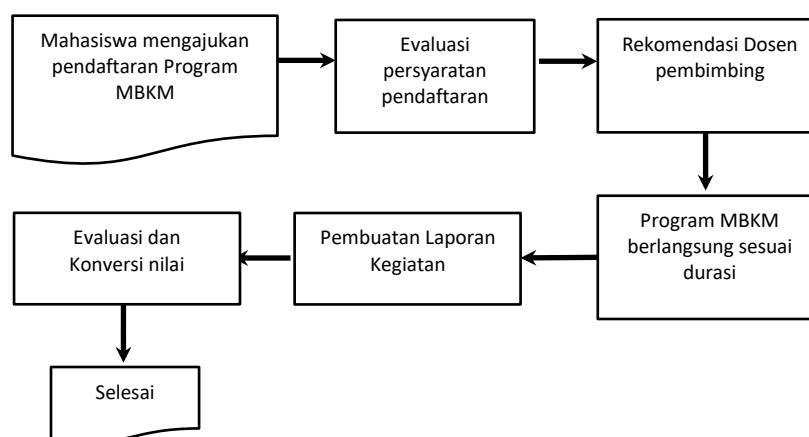 Mahasiswa mengajukan
pendaftaran Program
MBKM
Evaluasi
persyaratan
pendaftaran
Rekomendasi Dosen
pembimbing
Program MBKM
berlangsung sesuai
durasi
Pembuatan Laporan
Kegiatan
Evaluasi dan
Konversi nilai
Selesai